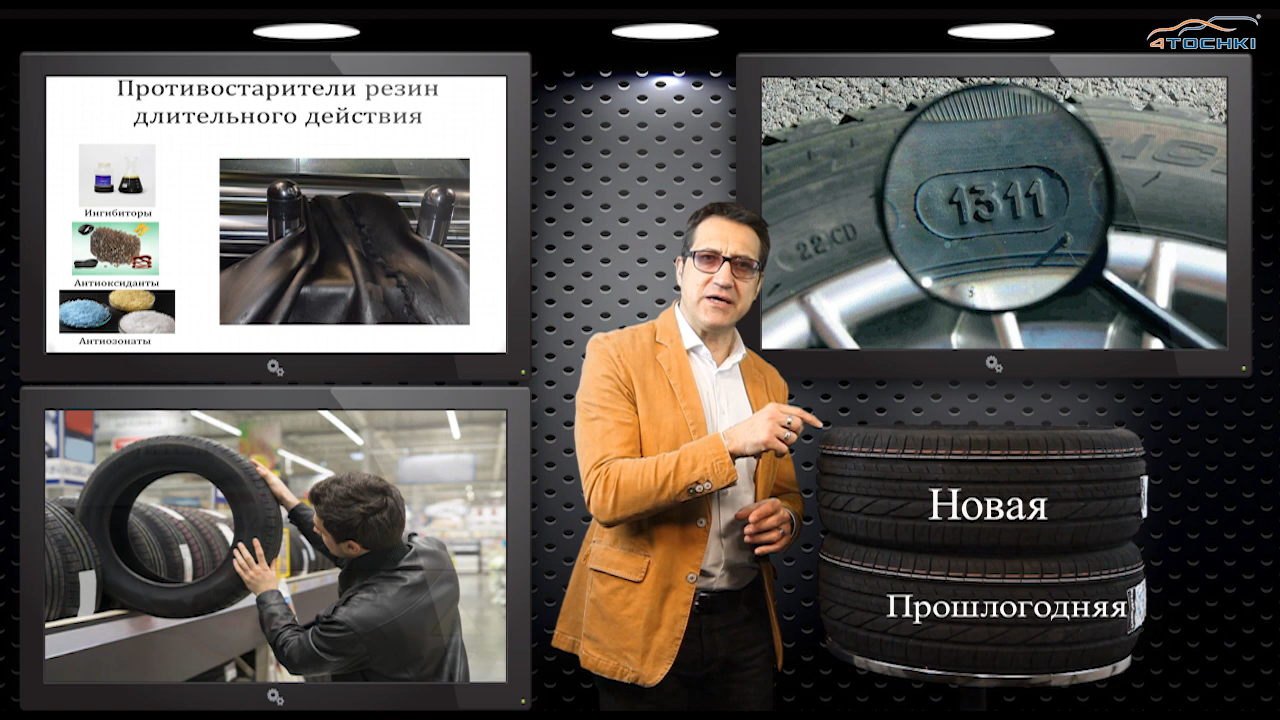 4TOCHKI
Противостарители резин
длительного действия
Ингибиторы
Антиоксиданты
Антиозонаты
1311
22 CD
Новая
Прошлогодняя